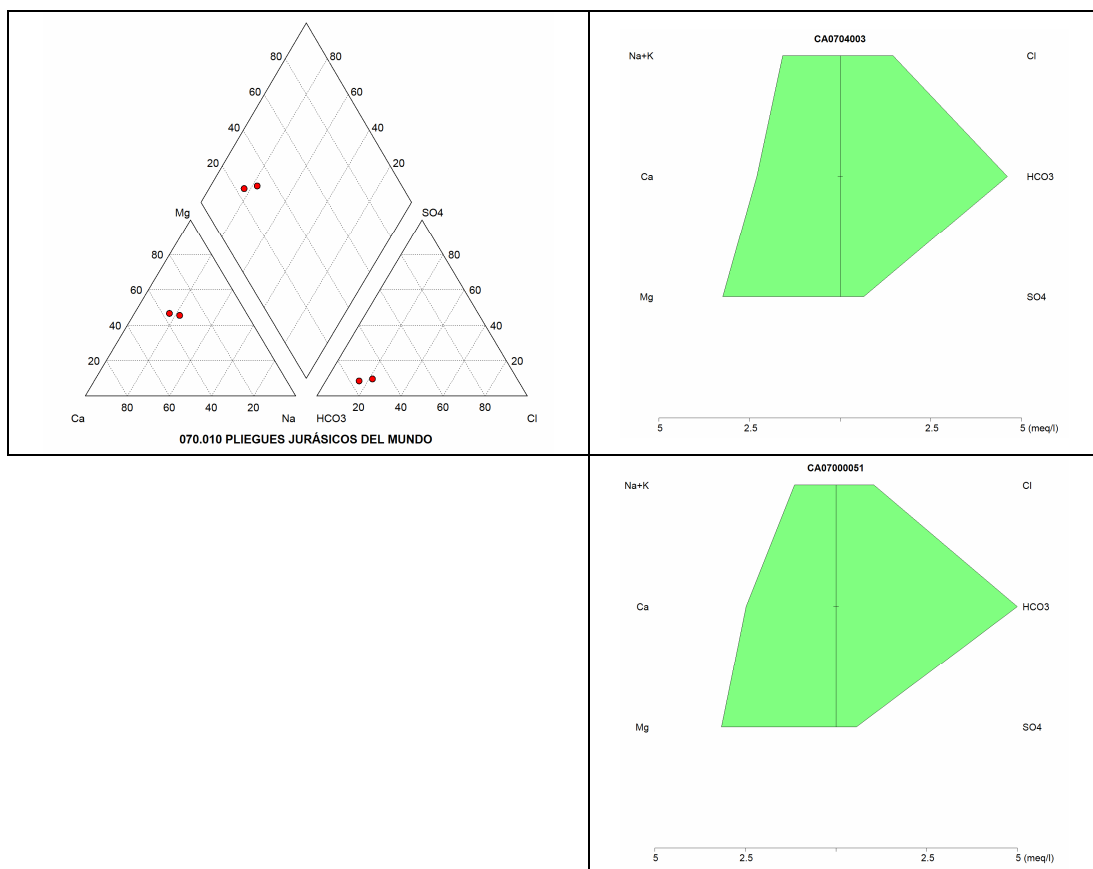 80 80
60 60
40 40
20 20
Mg SO4
80 80
60 60
40 40
20 20
80 60 40 20 20 40 60 80
Ca Na HCO3 Cl
070.010 PLIEGUES JURÁSICOS DEL MUNDO
CA0704003
Na+K Cl
Ca HCO3
Mg SO4
5 2.5 2.5 5 (meq/l)
CA07000051
Na+K Cl
Ca HCO3
Mg SO4
5 2.5 2.5 5 (meq/l)